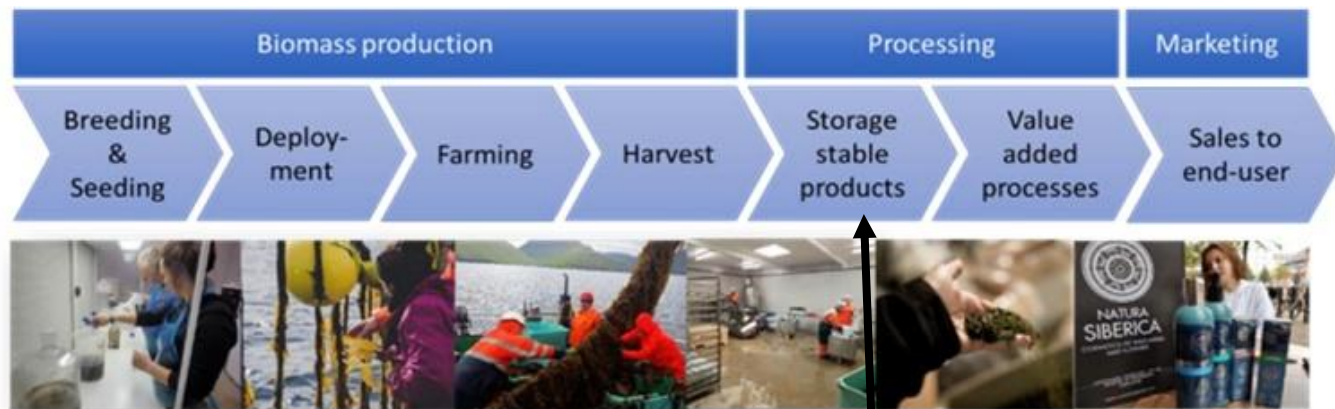 Biomass production
Processing
Marketing
Breeding
&
Seeding
Deploy-
ment
Farming
Harvest
Storage
stable
products
Value
added
processes
Sales to
end-user
NATURA
SIBERICA